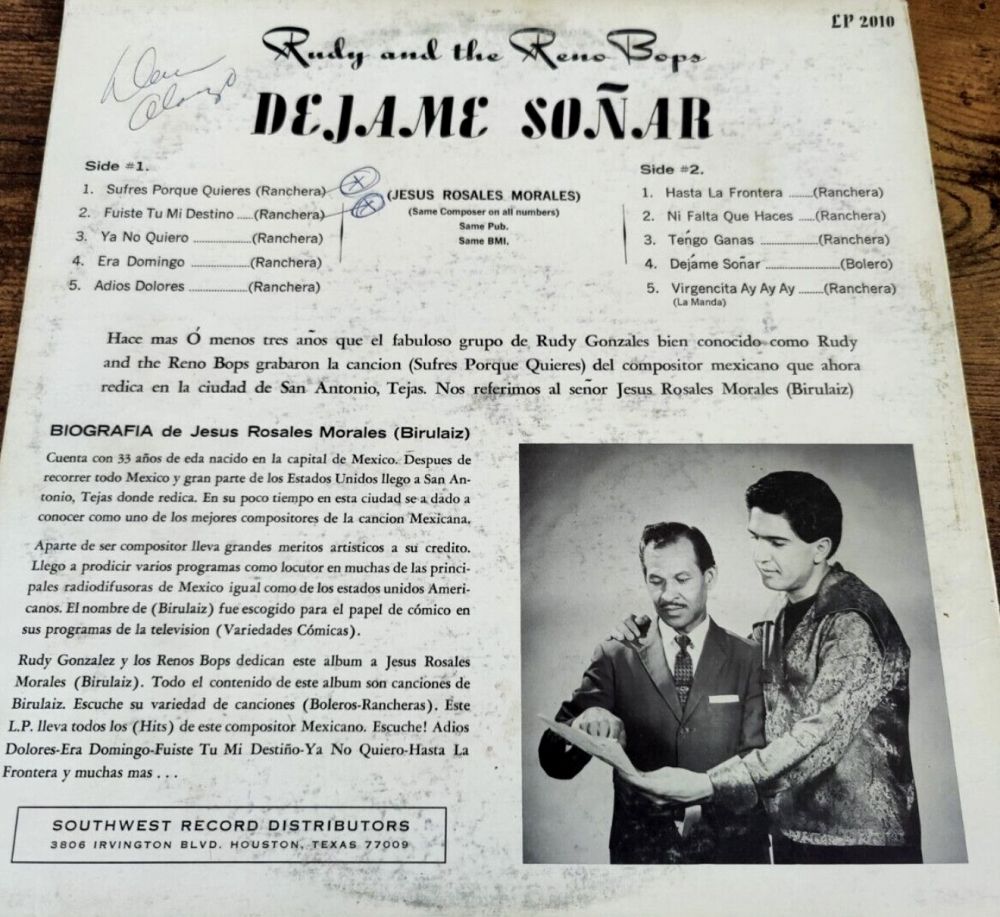 LP 2010
Rudy and the Reno Bops
DEJAME SOÑAR
Side #1.
1. Sufres Porque Quieres (Ranchera)
2. Fuiste Tu Mi Destino .....(Ranchera)
3. Ya No Quiero ...............(Ranchera)
4. Era Domingo ...............(Ranchera)
5. Adios Dolores ...............(Ranchera)
(JESUS ROSALES MORALES)
(Same Composer on all numbers)
Same Pub.
Same BMI.
Side #2.
1. Hasta La Frontera ......(Ranchera)
2. Ni Falta Que Haces ......(Ranchera)
3. Tengo Ganas ...............(Ranchera)
4. Dejame Soñar ...................(Bolero)
5. Virgencita Ay Ay Ay ......(Ranchera)
(La Manda)
Hace mas Ó menos tres años que el fabuloso grupo de Rudy Gonzales bien conocido como Rudy
and the Reno Bops grabaron la cancion (Sufres Porque Quieres) del compositor mexicano que ahora
redica en la ciudad de San Antonio, Tejas. Nos referimos al señor Jesus Rosales Morales (Birulaiz)
BIOGRAFIA de Jesus Rosales Morales (Birulaiz)
Cuenta con 33 años de eda nacido en la capital de Mexico. Despues de
recorrer todo Mexico y gran parte de los Estados Unidos llego a San An-
tonio, Tejas donde redica. En su poco tiempo en esta ciudad se a dado a
conocer como uno de los mejores compositores de la cancion Mexicana.
Aparte de ser compositor lleva grandes meritos artisticos a su credito.
Llego a prodicir varios programas como locutor en muchas de las princi-
pales radiodifusoras de Mexico igual como de los estados unidos Ameri-
canos. El nombre de (Birulaiz) fue escogido para el papel de cómico en
sus programas de la television (Variedades Cómicas).
Rudy Gonzalez y los Renos Bops dedican este album a Jesus Rosales
Morales (Birulaiz). Todo el contenido de este album son canciones de
Birulaiz. Escuche su variedad de canciones (Boleros-Rancheras). Este
L.P. lleva todos los (Hits) de este compositor Mexicano. Escuche! Adios
Dolores-Era Domingo-Fuiste Tu Mi Destiño-Ya No Quiero-Hasta La
Frontera y muchas mas . . .
SOUTHWEST RECORD DISTRIBUTORS
3806 IRVINGTON BLVD. HOUSTON, TEXAS 77009